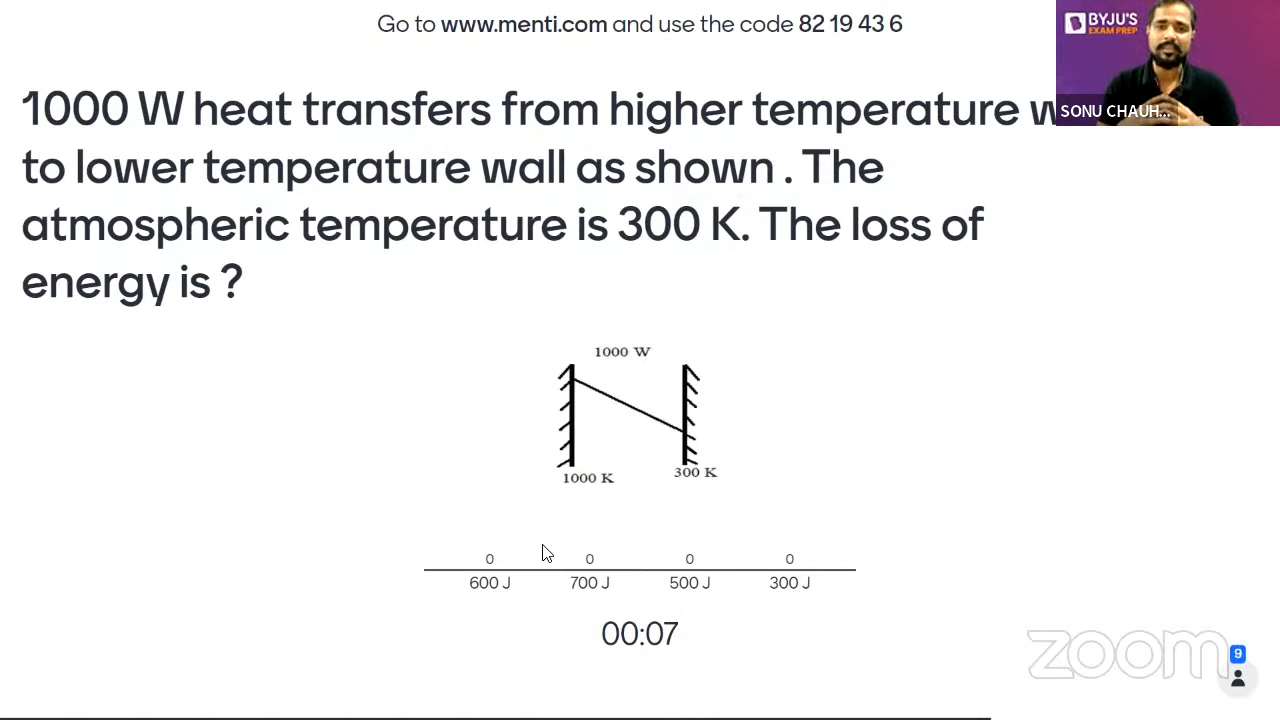 Go to www.menti.com and use the code 82 19 43 6
BYJU'S
EXAM PREP
SONU CHAUH...
1000 W heat transfers from higher temperature w
to lower temperature wall as shown . The
atmospheric temperature is 300 K. The loss of
energy is ?
1000 W
1000 K
300 K
0 0 0 0
600 J 700 J 500 J 300 J
00:07
zoom
9